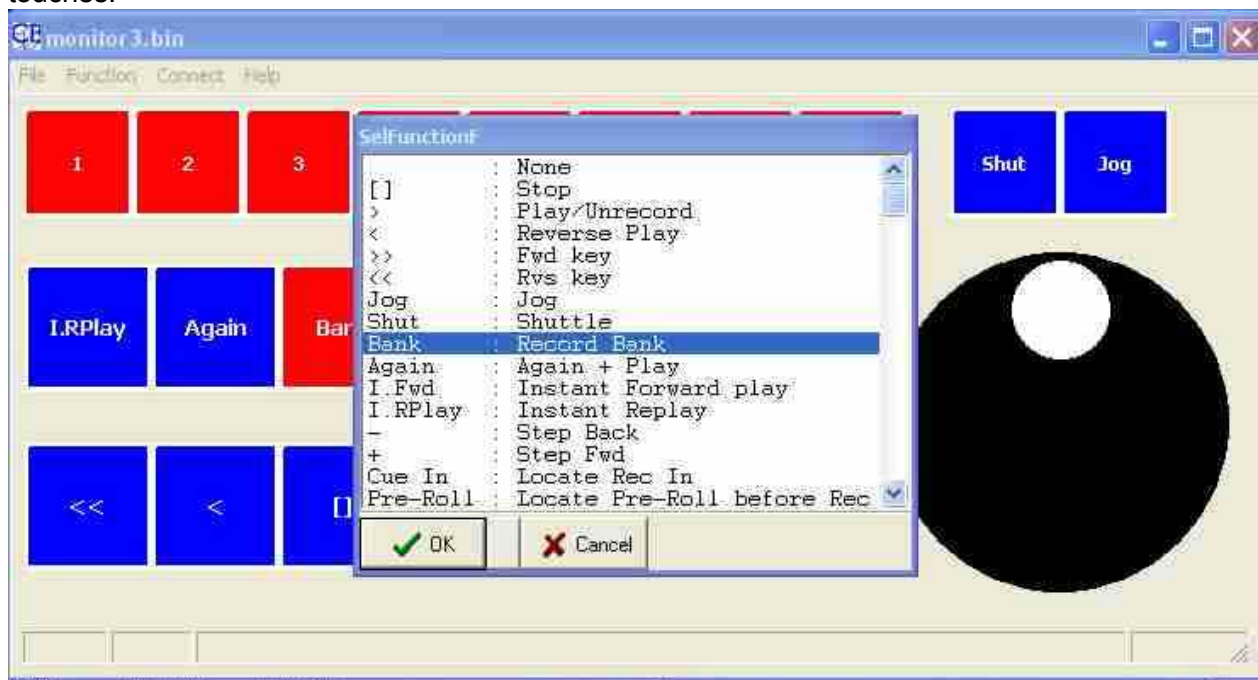 monitor3.bin
File Function Connect Help
1 2 3 Shut Jog
SelFunctionF
: None
[] : Stop
> : Play/Unrecord
< : Reverse Play
>> : Fwd key
<< : Rvs key
Jog : Jog
Shut : Shuttle
Bank : Record Bank
Again : Again + Play
I.Fwd : Instant Forward play
I.RPlay : Instant Replay
- : Step Back
+ : Step Fwd
Cue In : Locate Rec In
Pre-Roll : Locate Pre-Roll before Rec
I.RPlay Again Ban
<< < []
OK Cancel